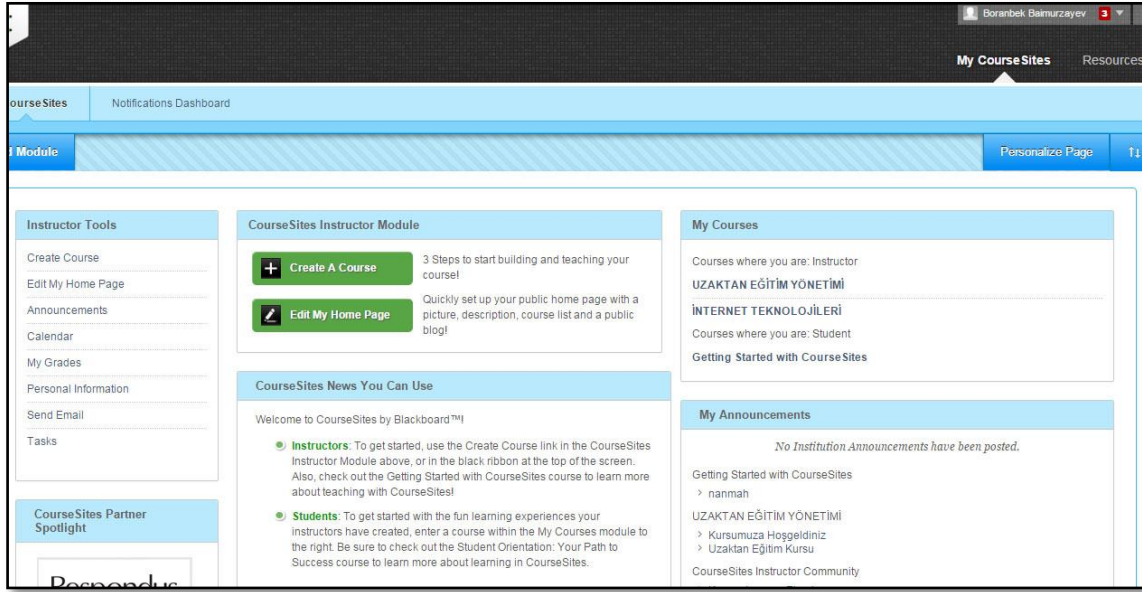 Boranbek Baimurzayev 3
My CourseSites Resources
Notifications Dashboard
Module
Personalize Page
Instructor Tools
Create Course
Edit My Home Page
Announcements
Calendar
My Grades
Personal Information
Send Email
Tasks
CourseSites Partner
Spotlight
Respondus
CourseSites Instructor Module
Create A Course
3 Steps to start building and teaching your
course!
Edit My Home Page
Quickly set up your public home page with a
picture, description, course list and a public
blog!
CourseSites News You Can Use
Welcome to CourseSites by Blackboard™!
Instructors: To get started, use the Create Course link in the CourseSites
Instructor Module above, or in the black ribbon at the top of the screen.
Also, check out the Getting Started with CourseSites course to learn more
about teaching with CourseSites!
Students: To get started with the fun learning experiences your
instructors have created, enter a course within the My Courses module to
the right. Be sure to check out the Student Orientation: Your Path to
Success course to learn more about learning in CourseSites.
My Courses
Courses where you are: Instructor
UZAKTAN EĞİTİM YÖNETİMİ
İNTERNET TEKNOLOJİLERİ
Courses where you are: Student
Getting Started with CourseSites
My Announcements
No Institution Announcements have been posted.
Getting Started with CourseSites
> nanmah
UZAKTAN EĞİTİM YÖNETİMİ
> Kursumuza Hoşgeldiniz
> Uzaktan Eğitim Kursu
CourseSites Instructor Community